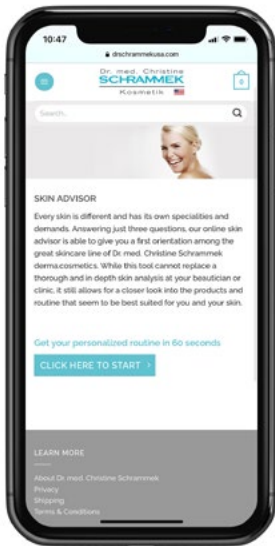 10:47
drschrammekusa.com
Dr. med. Christine
SCHRAMMEK
Kosmetik
0
Search...
SKIN ADVISOR
Every skin is different and has its own specialities and
demands. Answering just three questions, our online skin
advisor is able to give you a first orientation among the
great skincare line of Dr. med. Christine Schrammek
derma.cosmetics. While this tool cannot replace a
thorough and in depth skin analysis at your beautician or
clinic, it still allows for a closer look into the products and
routine that seem to be best suited for you and your skin.
Get your personalized routine in 60 seconds
CLICK HERE TO START
LEARN MORE
About Dr. med. Christine Schrammek
Privacy
Shipping
Terms & Conditions